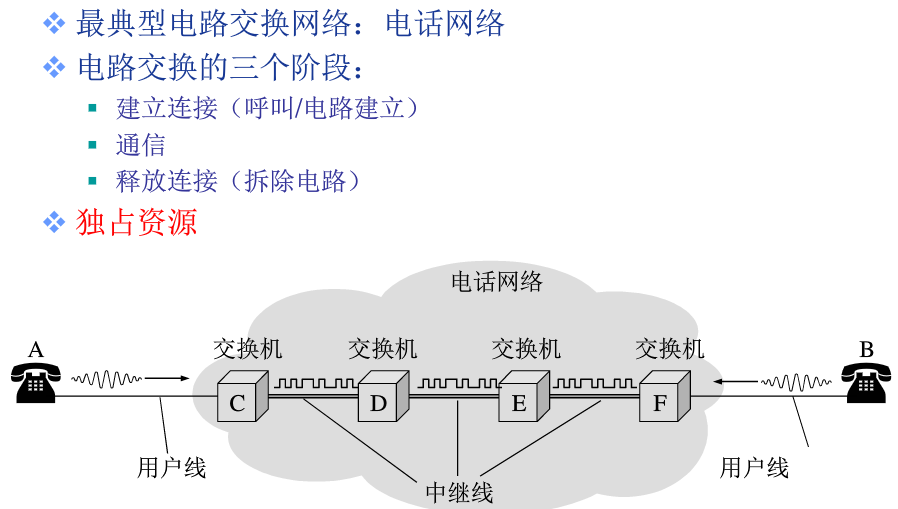 最典型电路交换网络：电话网络
电路交换的三个阶段：
建立连接（呼叫/电路建立）
通信
释放连接（拆除电路）
独占资源
电话网络
A 交换机 交换机 交换机 交换机 B
C D E F
用户线 用户线
中继线